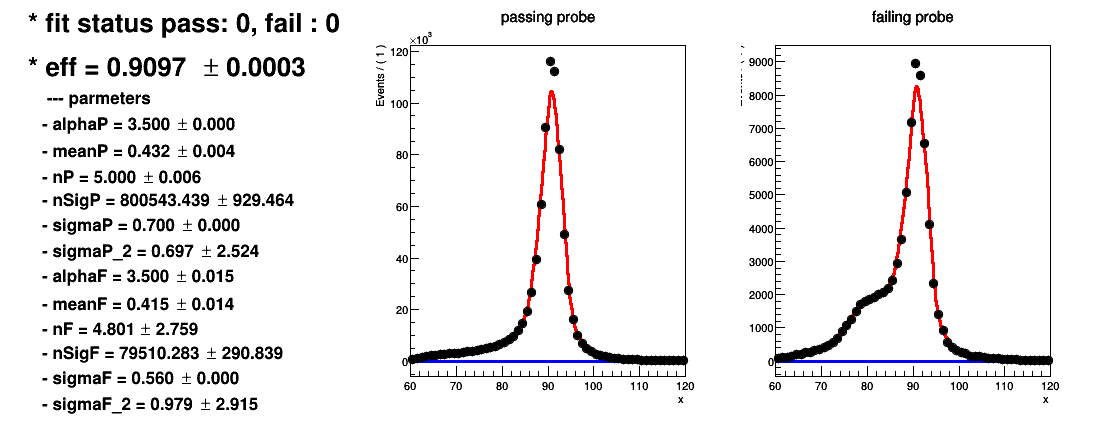 * fit status pass: 0, fail : 0
* eff = 0.9097 ± 0.0003
--- parmeters
- alphaP = 3.500 ± 0.000
- meanP = 0.432 ± 0.004
- nP = 5.000 ± 0.006
- nSigP = 800543.439 ± 929.464
- sigmaP = 0.700 ± 0.000
- sigmaP_2 = 0.697 ± 2.524
- alphaF = 3.500 ± 0.015
- meanF = 0.415 ± 0.014
- nF = 4.801 ± 2.759
- nSigF = 79510.283 ± 290.839
- sigmaF = 0.560 ± 0.000
- sigmaF_2 = 0.979 ± 2.915
passing probe
×10³
Events / ( 1 )
120
100
80
60
40
20
0
60 70 80 90 100 110 120
x
failing probe
9000
8000
7000
6000
5000
4000
3000
2000
1000
0
60 70 80 90 100 110 120
x